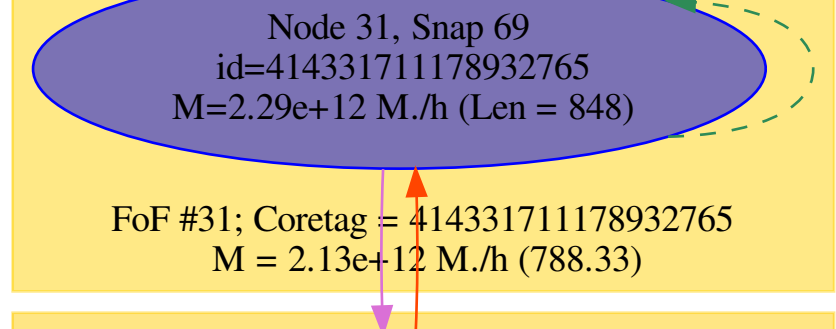 Node 31, Snap 69
id=414331711178932765
M=2.29e+12 M./h (Len = 848)
FoF #31; Coretag = 414331711178932765
M = 2.13e+12 M./h (788.33)